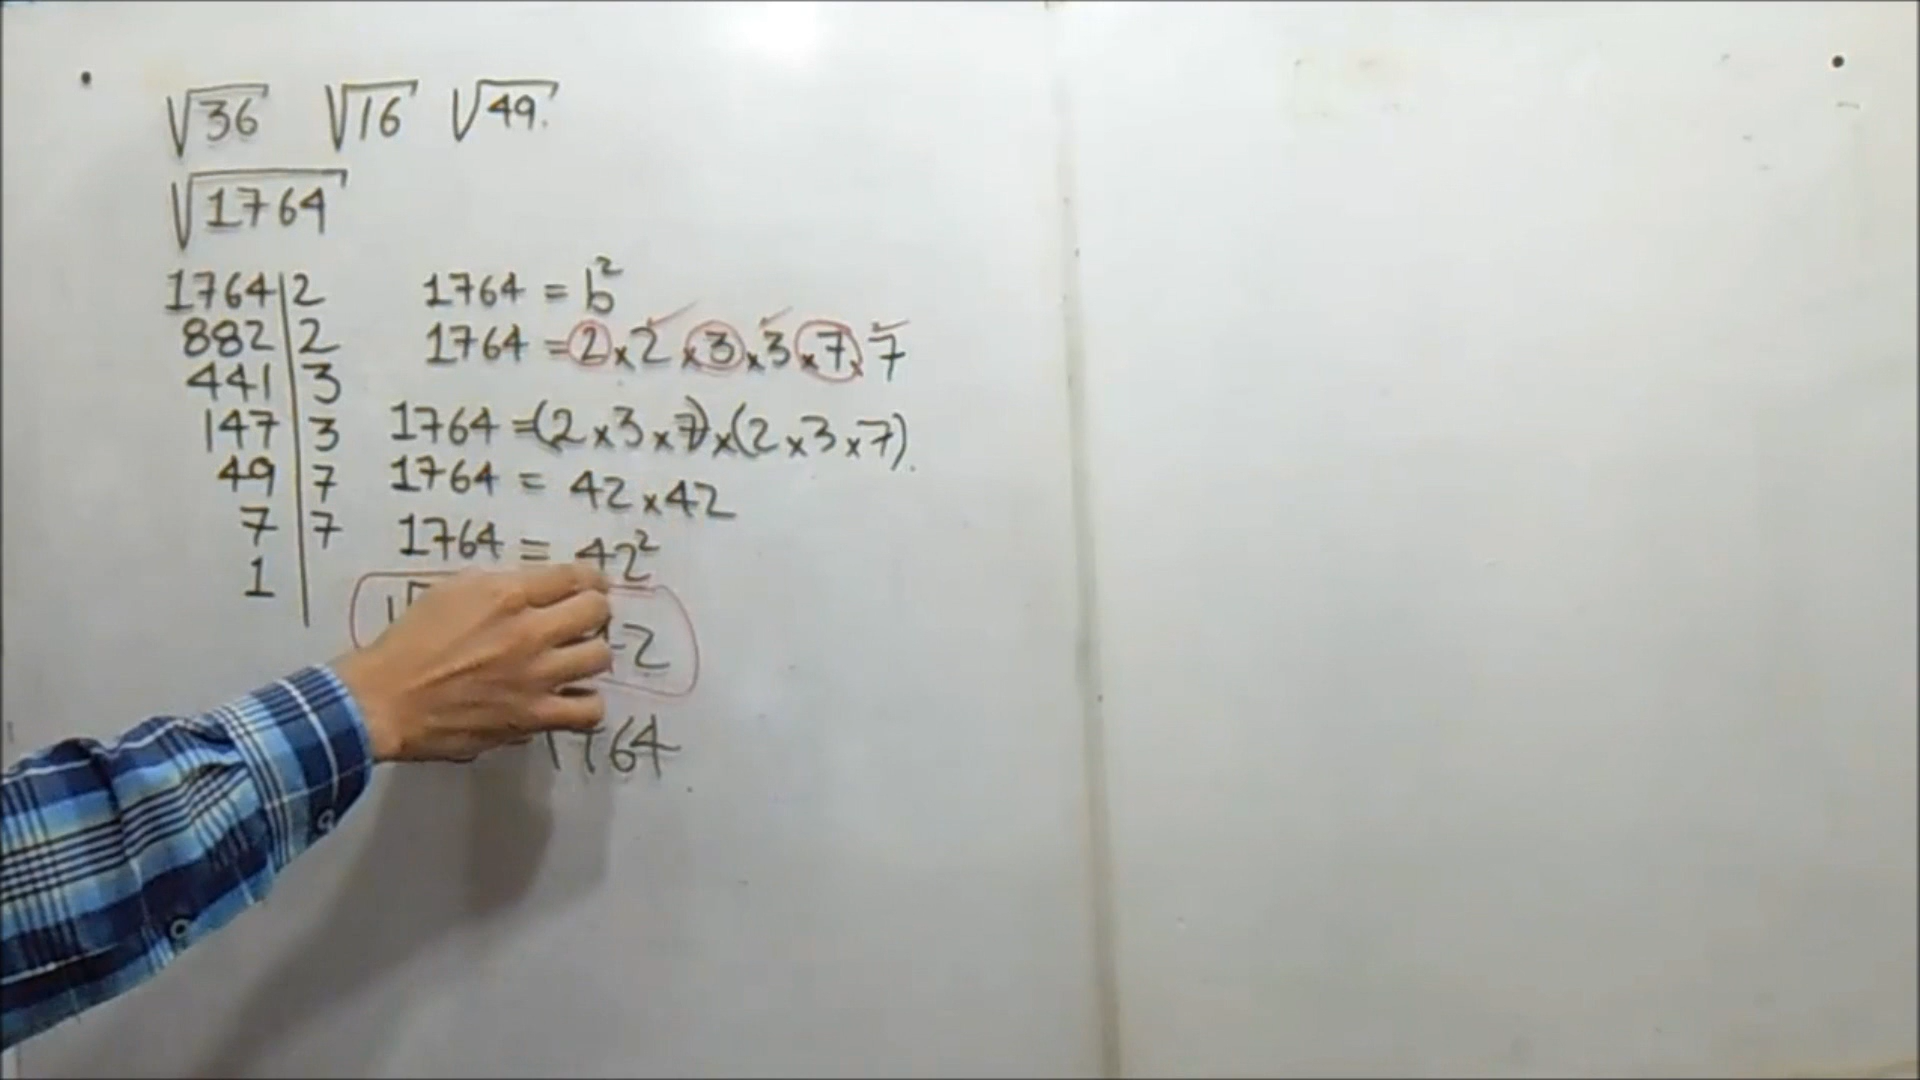 √36 √16 √49.
√1764
1764 | 2
882 | 2
441 | 3
147 | 3
49 | 7
7 | 7
1
1764 = b²
1764 = 2 × 2 × 3 × 3 × 7 × 7
1764 = (2 × 3 × 7) × (2 × 3 × 7).
1764 = 42 × 42
1764 = 42²
2
1764